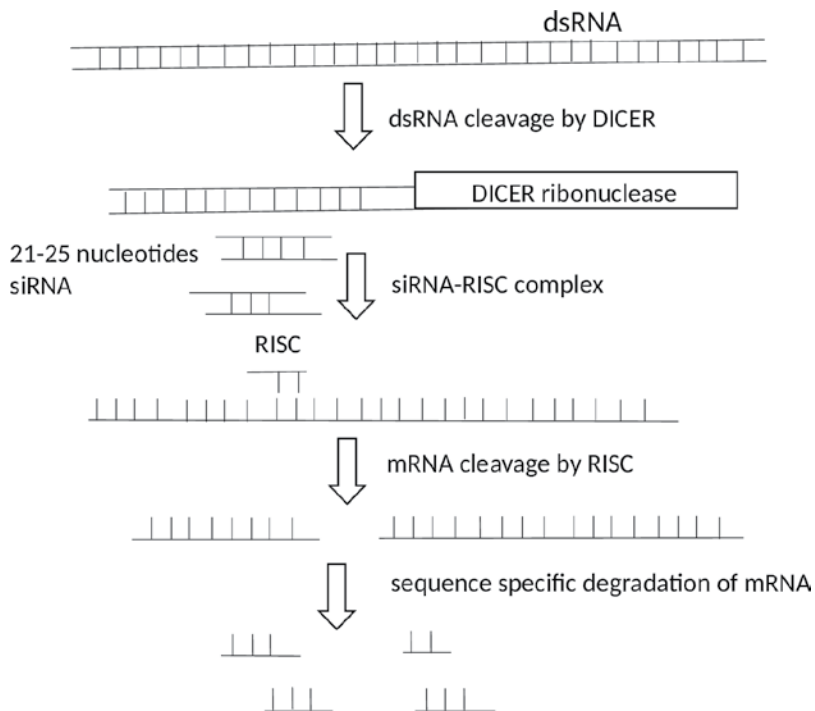 dsRNA
dsRNA cleavage by DICER
DICER ribonuclease
21-25 nucleotides
siRNA
siRNA-RISC complex
RISC
mRNA cleavage by RISC
sequence specific degradation of mRNA